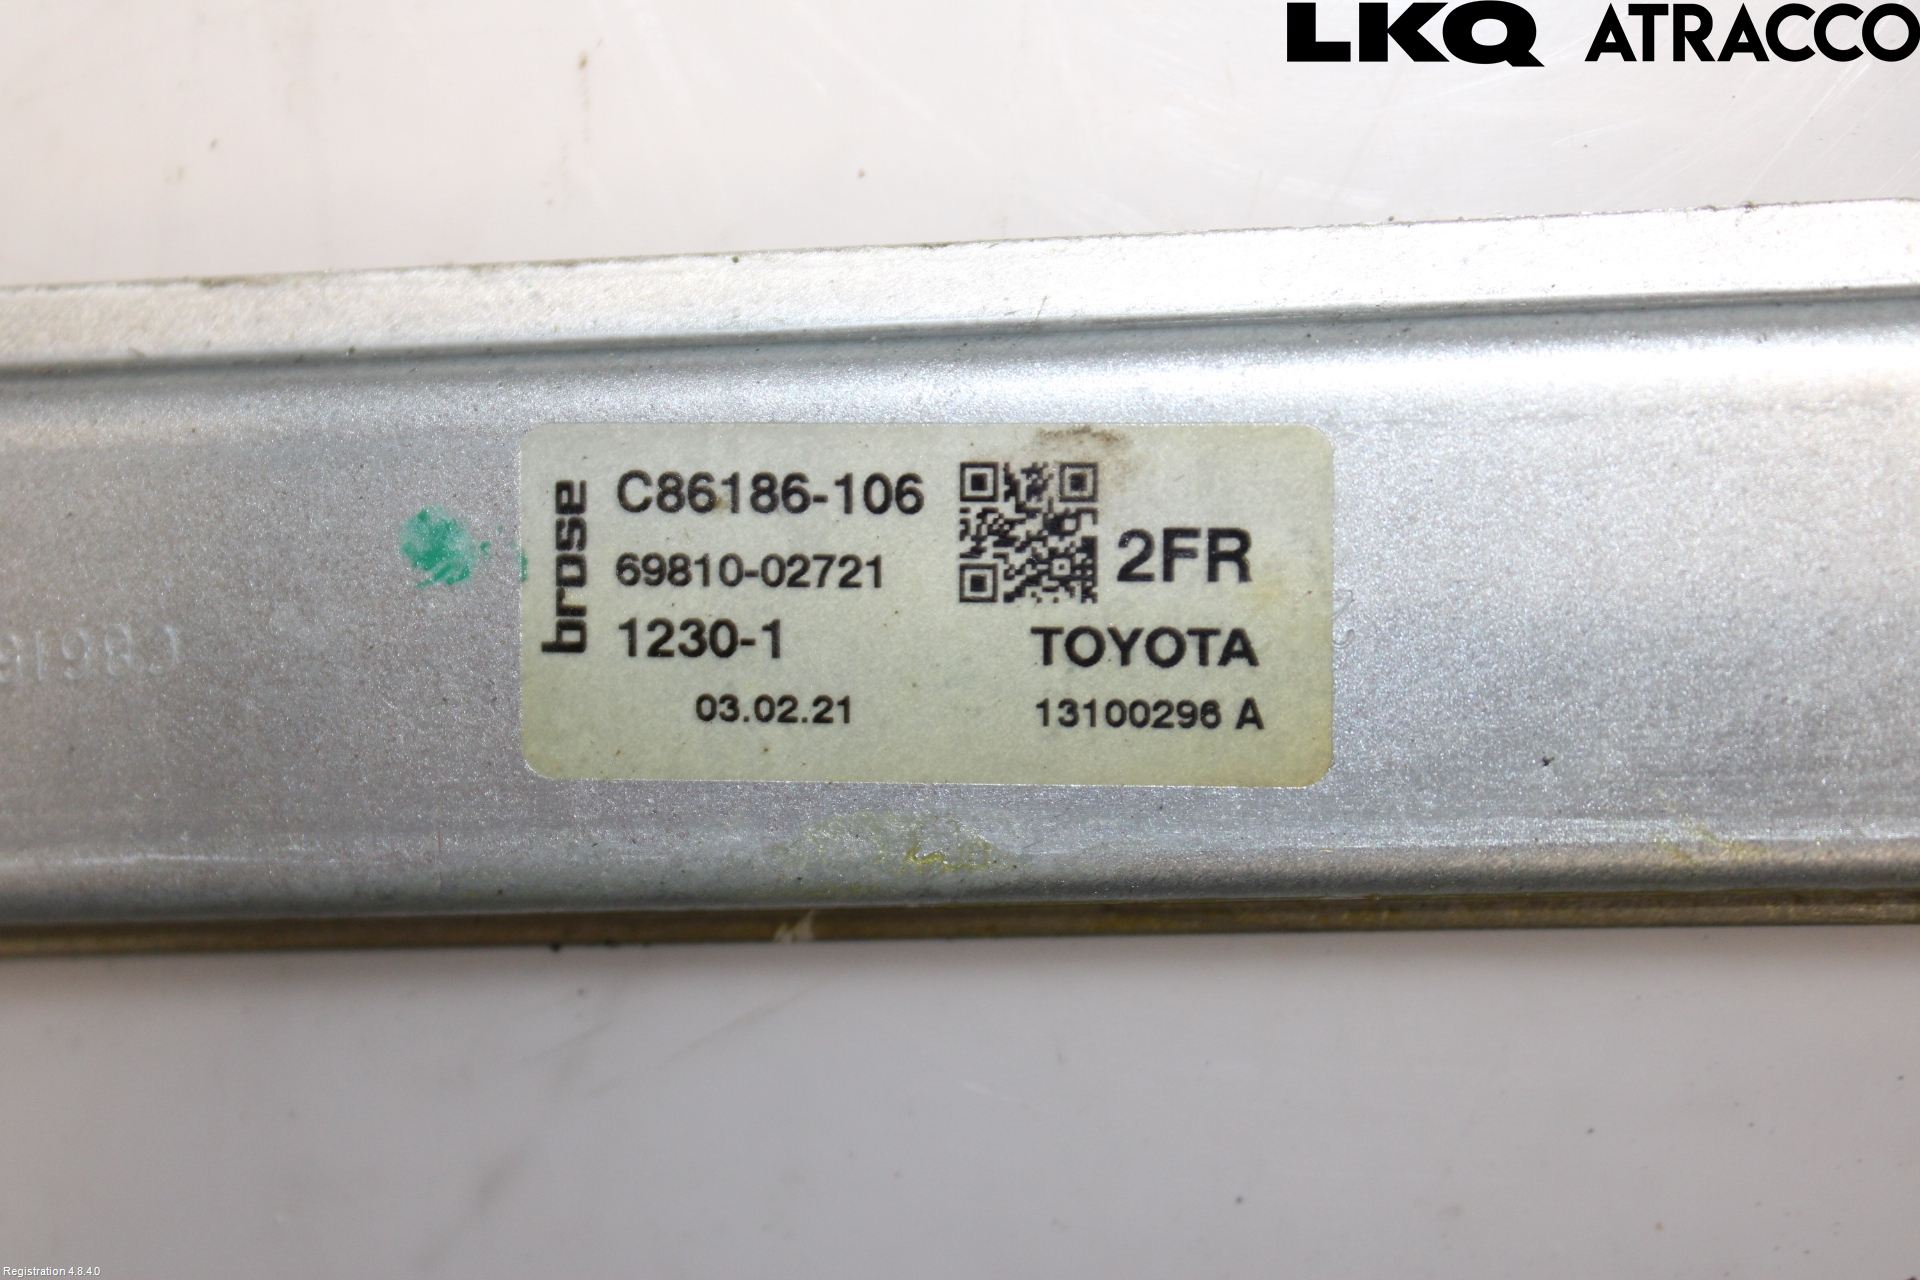 LKQ ATRACCO
brose
C86186-106
69810-02721
1230-1
03.02.21
2FR
TOYOTA
13100296 A
Registration 4.8.4.0